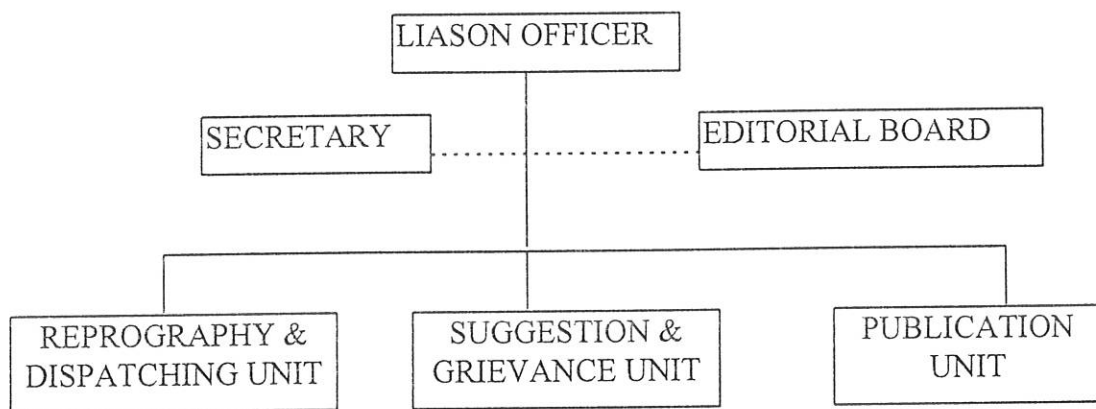 LIASON OFFICER
SECRETARY
EDITORIAL BOARD
REPROGRAPHY &
DISPATCHING UNIT
SUGGESTION &
GRIEVANCE UNIT
PUBLICATION
UNIT